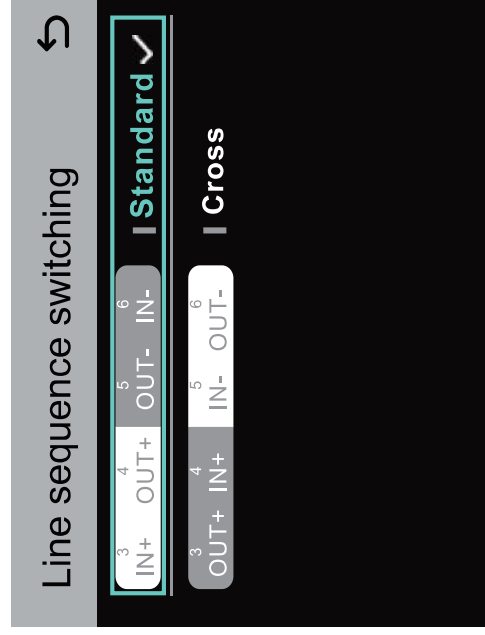 Line sequence switching
3 4 5 6
IN+ OUT+ OUT- IN- Standard
3 4 5 6
OUT+ IN+ IN- OUT- Cross